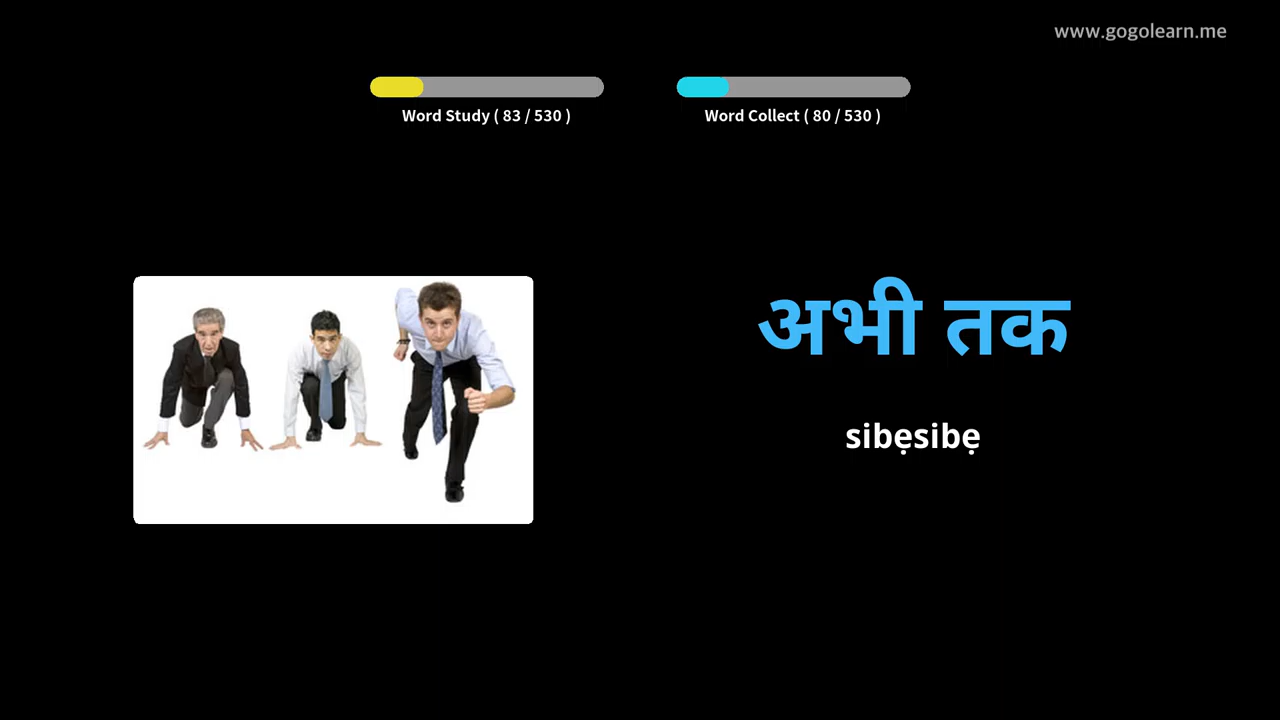 www.gogolearn.me
Word Study ( 83 / 530 )
Word Collect ( 80 / 530 )
अभी तक
sibẹsibẹ